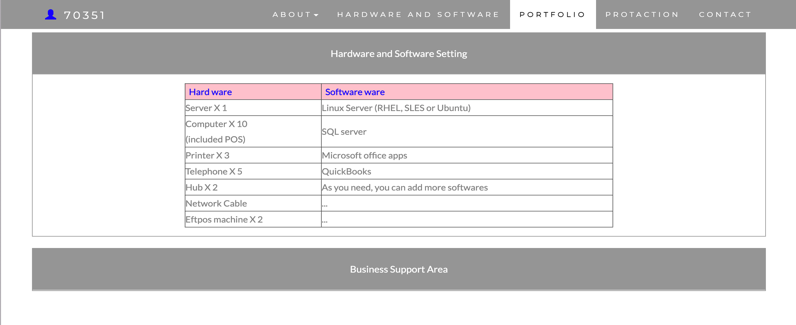 70351
ABOUT
HARDWARE AND SOFTWARE
PORTFOLIO
PROTACTION
CONTACT
Hardware and Software Setting
Hard ware
Software ware
Server X 1
Linux Server (RHEL, SLES or Ubuntu)
Computer X 10
(included POS)
SQL server
Printer X 3
Microsoft office apps
Telephone X 5
QuickBooks
Hub X 2
As you need, you can add more softwares
Network Cable
...
Eftpos machine X 2
...
Business Support Area